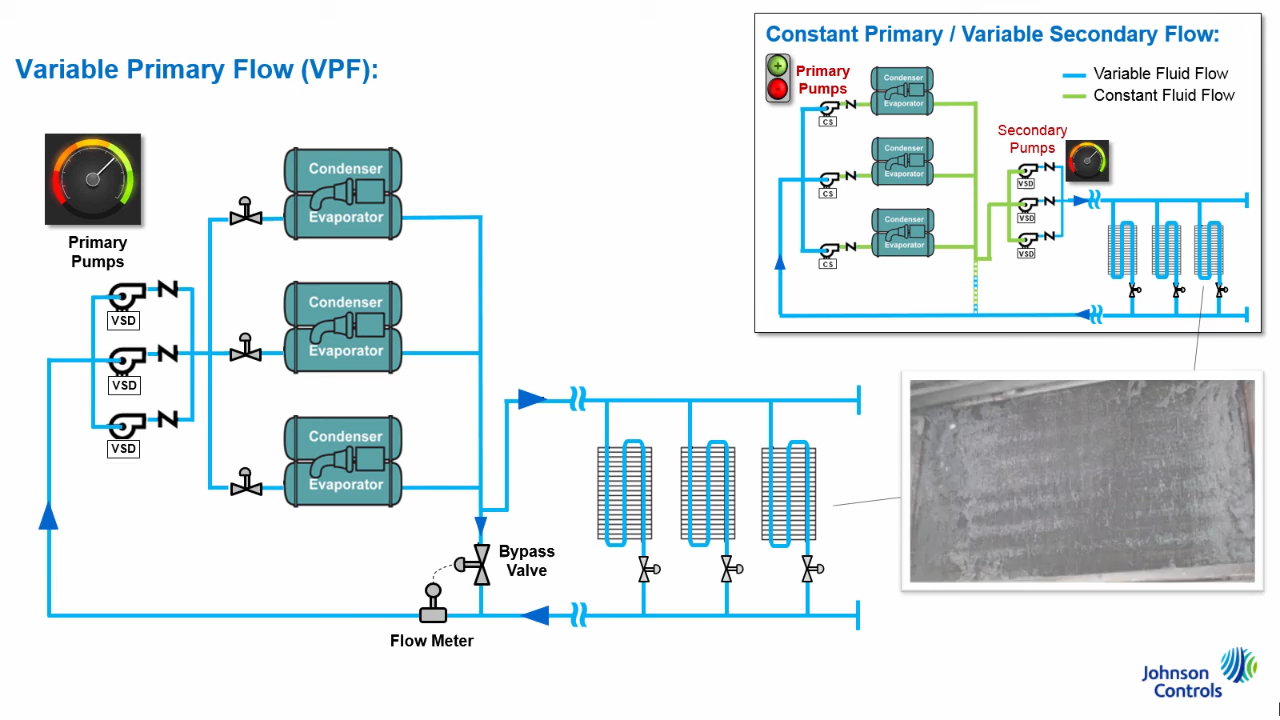 Variable Primary Flow (VPF):
Primary
Pumps
VSD
VSD
VSD
Condenser
Evaporator
Condenser
Evaporator
Condenser
Evaporator
Bypass
Valve
Flow Meter
Constant Primary / Variable Secondary Flow:
Primary
Pumps
CS
CS
CS
Condenser
Evaporator
Condenser
Evaporator
Condenser
Evaporator
Variable Fluid Flow
Constant Fluid Flow
Secondary
Pumps
VSD
VSD
VSD
Johnson
Controls